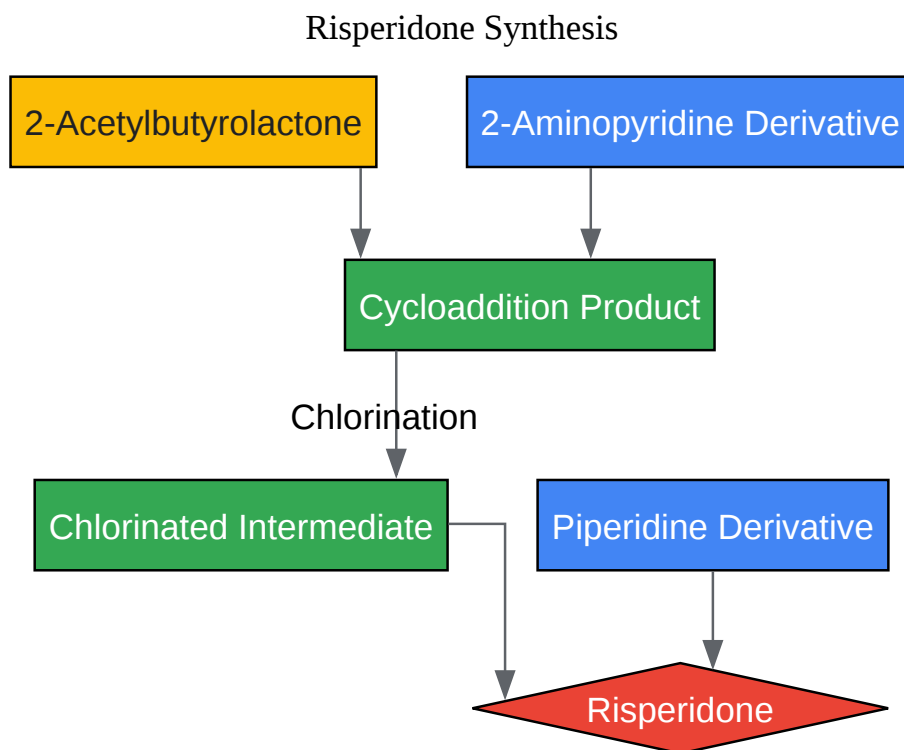 Risperidone Synthesis
2-Acetylbutyrolactone
2-Aminopyridine Derivative
Cycloaddition Product
Chlorination
Chlorinated Intermediate
Piperidine Derivative
Risperidone